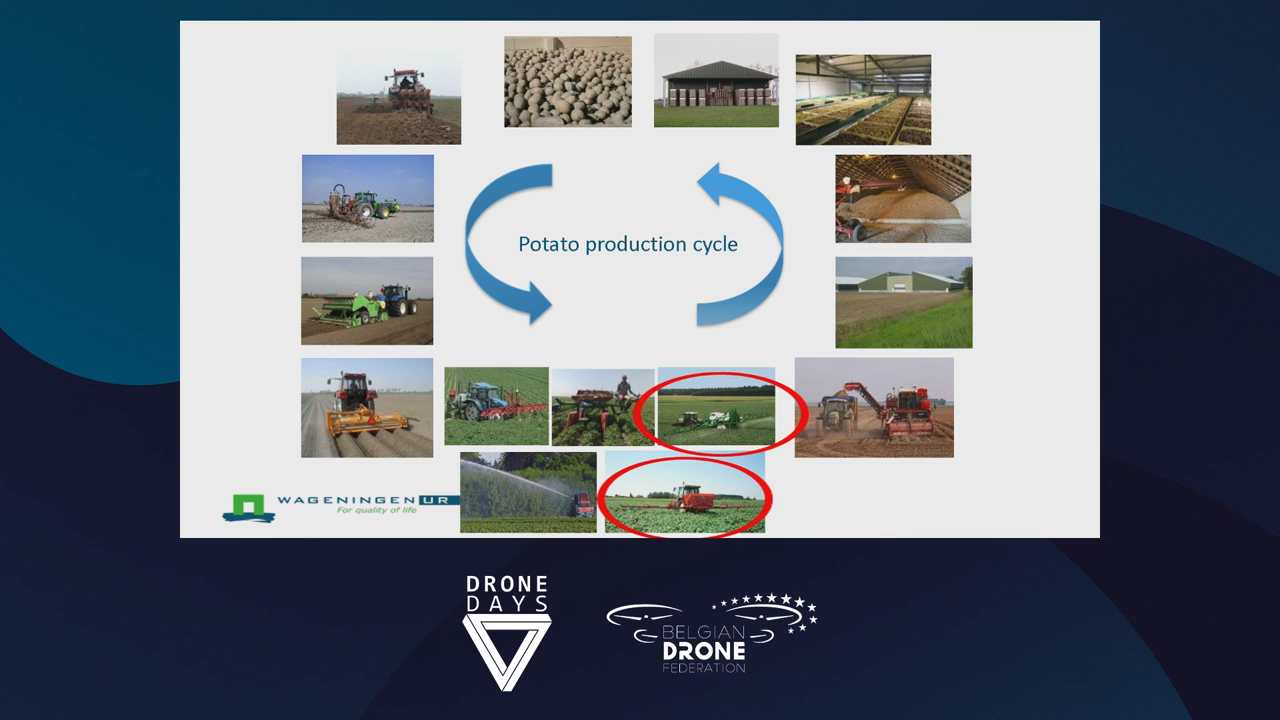 Potato production cycle
WAGENINGEN UR
For quality of life
DRONE
DAYS
BELGIAN
DRONE
FEDERATION